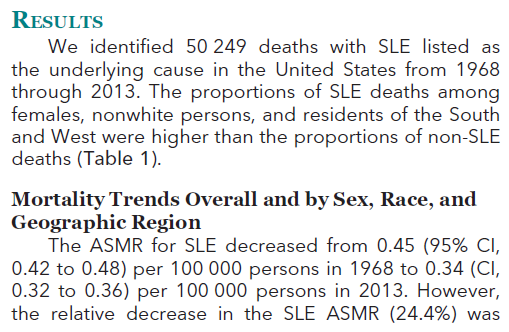 RESULTS
We identified 50 249 deaths with SLE listed as
the underlying cause in the United States from 1968
through 2013. The proportions of SLE deaths among
females, nonwhite persons, and residents of the South
and West were higher than the proportions of non-SLE
deaths (Table 1).
Mortality Trends Overall and by Sex, Race, and
Geographic Region
The ASMR for SLE decreased from 0.45 (95% CI,
0.42 to 0.48) per 100 000 persons in 1968 to 0.34 (CI,
0.32 to 0.36) per 100 000 persons in 2013. However,
the relative decrease in the SLE ASMR (24.4%) was